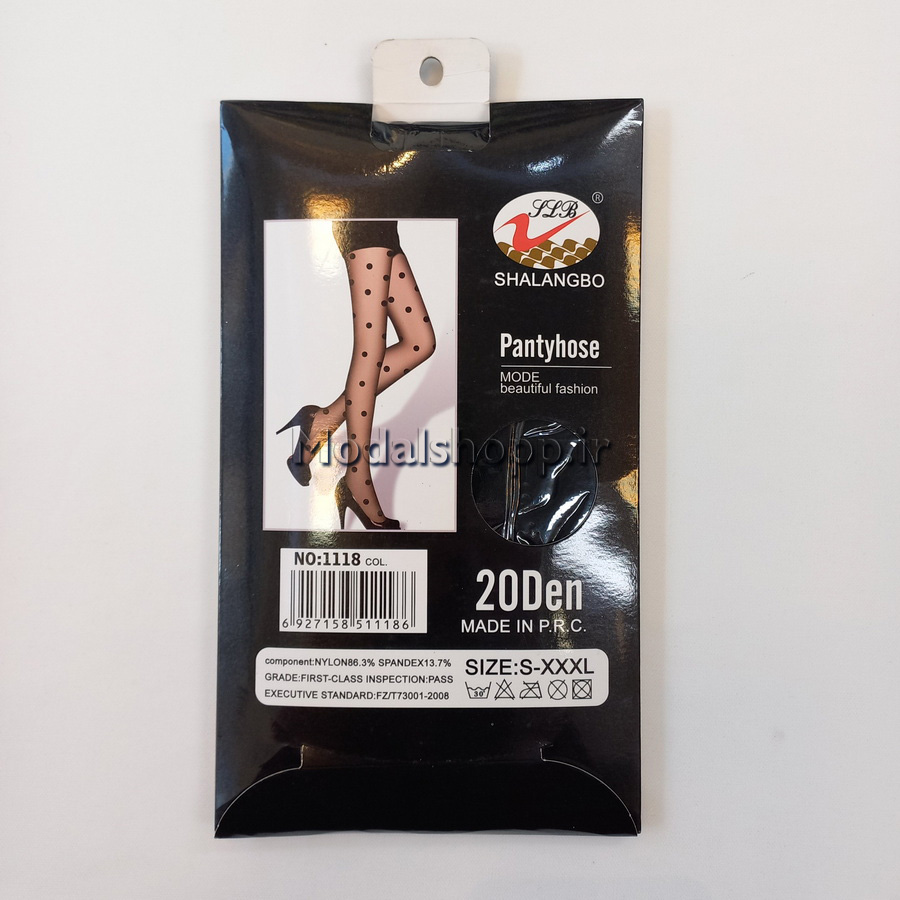 SLB
®
SHALANGBO
Pantyhose
MODE
beautiful fashion
Modalshopp.ir
NO:1118 COL.
6 927158 511186
20Den
MADE IN P.R.C.
component:NYLON86.3% SPANDEX13.7%
GRADE:FIRST-CLASS INSPECTION:PASS
EXECUTIVE STANDARD:FZ/T73001-2008
SIZE:S-XXXL
30